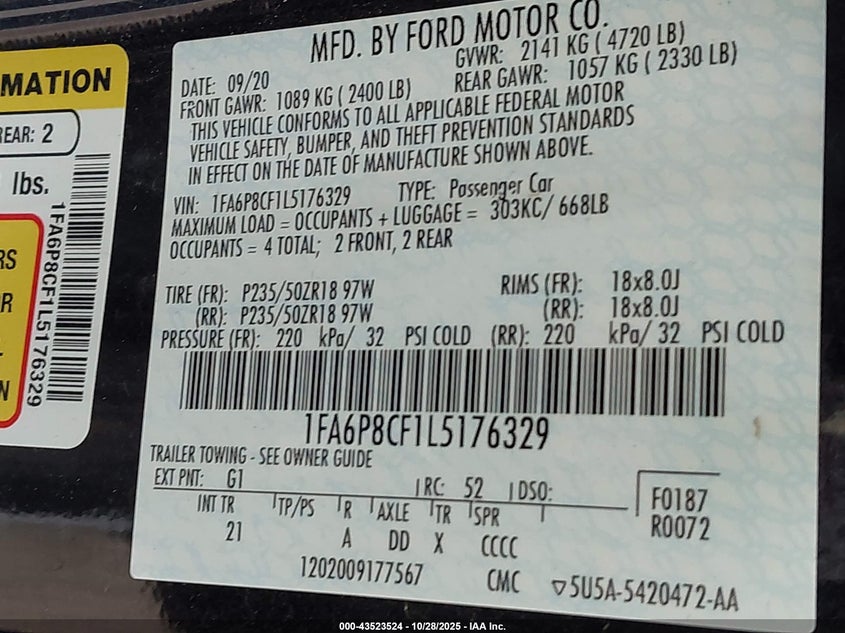 MATION
REAR: 2
lbs.
1FA6P8CF1L5176329
RS
R
N
MFD. BY FORD MOTOR CO.
DATE: 09/20
GVWR: 2141 KG ( 4720 LB)
FRONT GAWR: 1089 KG ( 2400 LB)
REAR GAWR: 1057 KG ( 2330 LB)
THIS VEHICLE CONFORMS TO ALL APPLICABLE FEDERAL MOTOR
VEHICLE SAFETY, BUMPER, AND THEFT PREVENTION STANDARDS
IN EFFECT ON THE DATE OF MANUFACTURE SHOWN ABOVE.
VIN: 1FA6P8CF1L5176329 TYPE: Passenger Car
MAXIMUM LOAD = OCCUPANTS + LUGGAGE = 303KC/ 668LB
OCCUPANTS = 4 TOTAL; 2 FRONT, 2 REAR
TIRE (FR): P235/50ZR18 97W RIMS (FR): 18x8.0J
(RR): P235/50ZR18 97W (RR): 18x8.0J
PRESSURE (FR): 220 kPa/ 32 PSI COLD (RR): 220 kPa/ 32 PSI COLD
1FA6P8CF1L5176329
TRAILER TOWING - SEE OWNER GUIDE
EXT PNT: G1 RC: 52 DSO:
INT TR TP/PS R AXLE TR SPR
21 A DD X CCCC
F0187
R0072
1202009177567 CMC 5U5A-5420472-AA
000-43523524 - 10/28/2025 - IAA Inc.